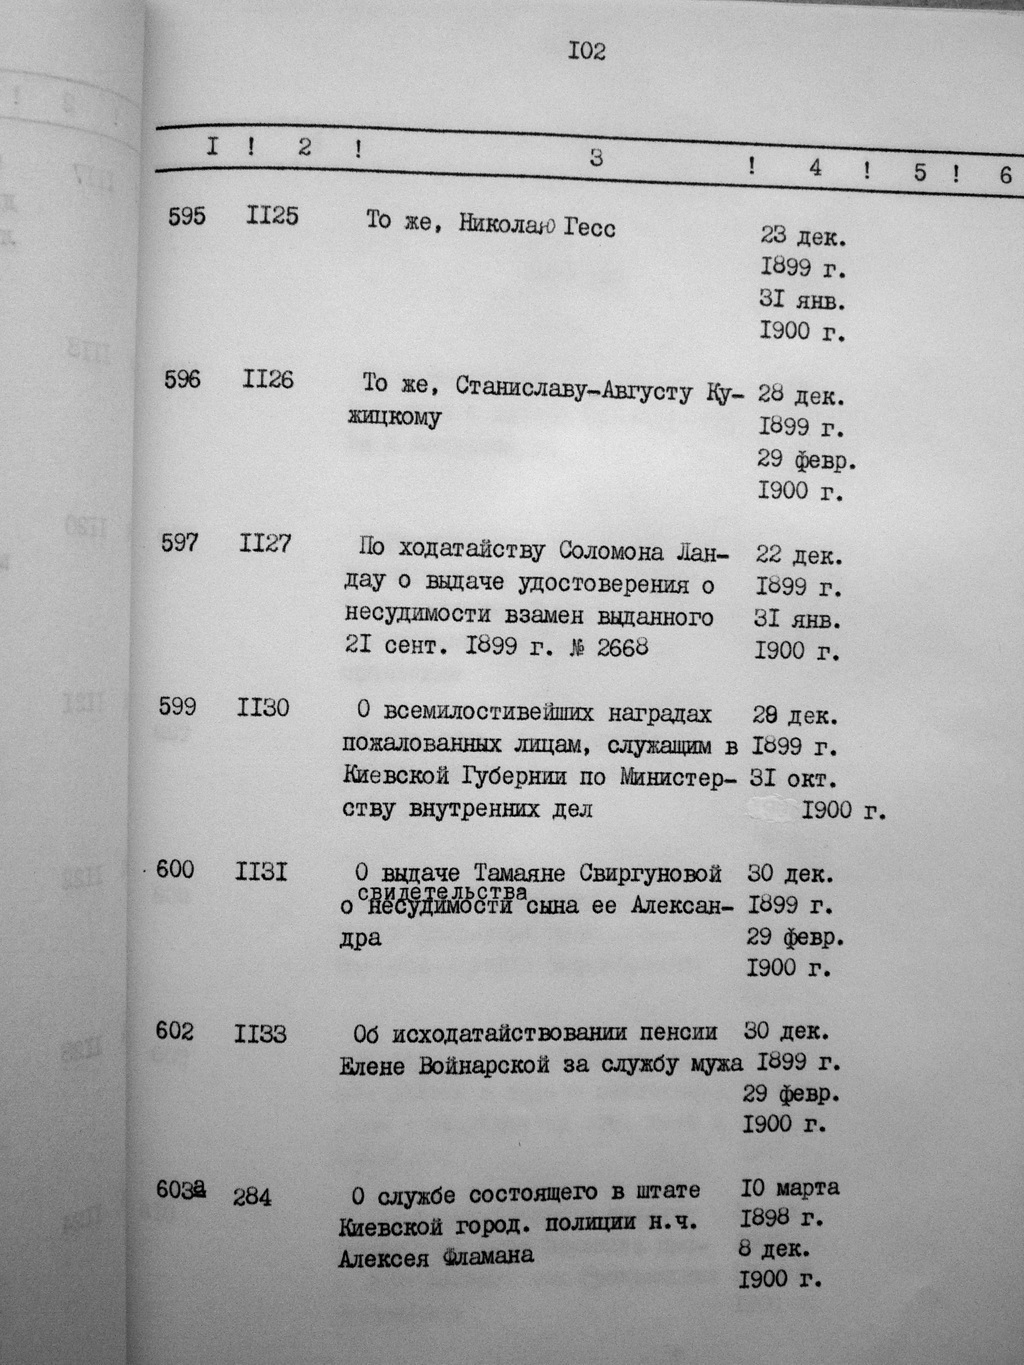 102
I ! 2 ! 3 ! 4 ! 5 ! 6
595 II25 То же, Николаю Гесс 23 дек.
I899 г.
3I янв.
I900 г.
596 II26 То же, Станиславу-Августу Ку- 28 дек.
жицкому I899 г.
29 февр.
I900 г.
597 II27 По ходатайству Соломона Лан- 22 дек.
дау о выдаче удостоверения о I899 г.
несудимости взамен выданного 3I янв.
2I сент. I899 г. № 2668 I900 г.
599 II30 О всемилостивейших наградах 28 дек.
пожалованных лицам, служащим в I899 г.
Киевской Губернии по Министер- 3I окт.
ству внутренних дел I900 г.
600 II3I О выдаче Тамаяне Свиргуновой 30 дек.
свидетельства
о несудимости сына ее Алексан- I899 г.
дра 29 февр.
I900 г.
602 II33 Об исходатайствовании пенсии 30 дек.
Елене Войнарской за службу мужа I899 г.
29 февр.
I900 г.
603а 284 О службе состоящего в штате I0 марта
Киевской город. полиции н.ч. I898 г.
Алексея Фламана 8 дек.
I900 г.